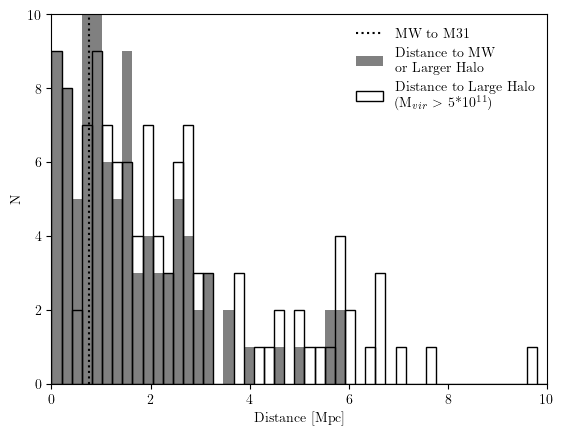 10
8
6
4
2
0
N
MW to M31
Distance to MW
or Larger Halo
Distance to Large Halo
(M_{vir} > 5*10^{11})
0 2 4 6 8 10
Distance [Mpc]